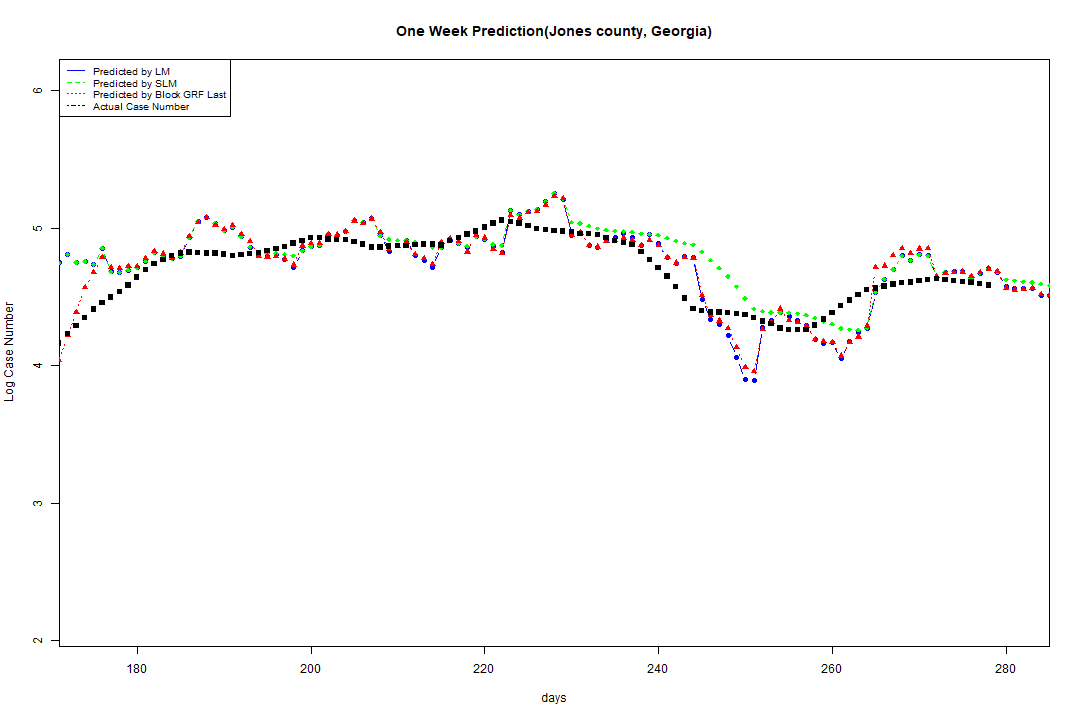 One Week Prediction(Jones county, Georgia)
Predicted by LM
Predicted by SLM
Predicted by Block GRF Last
Actual Case Number
6
5
4
3
2
Log Case Number
180 200 220 240 260 280
days